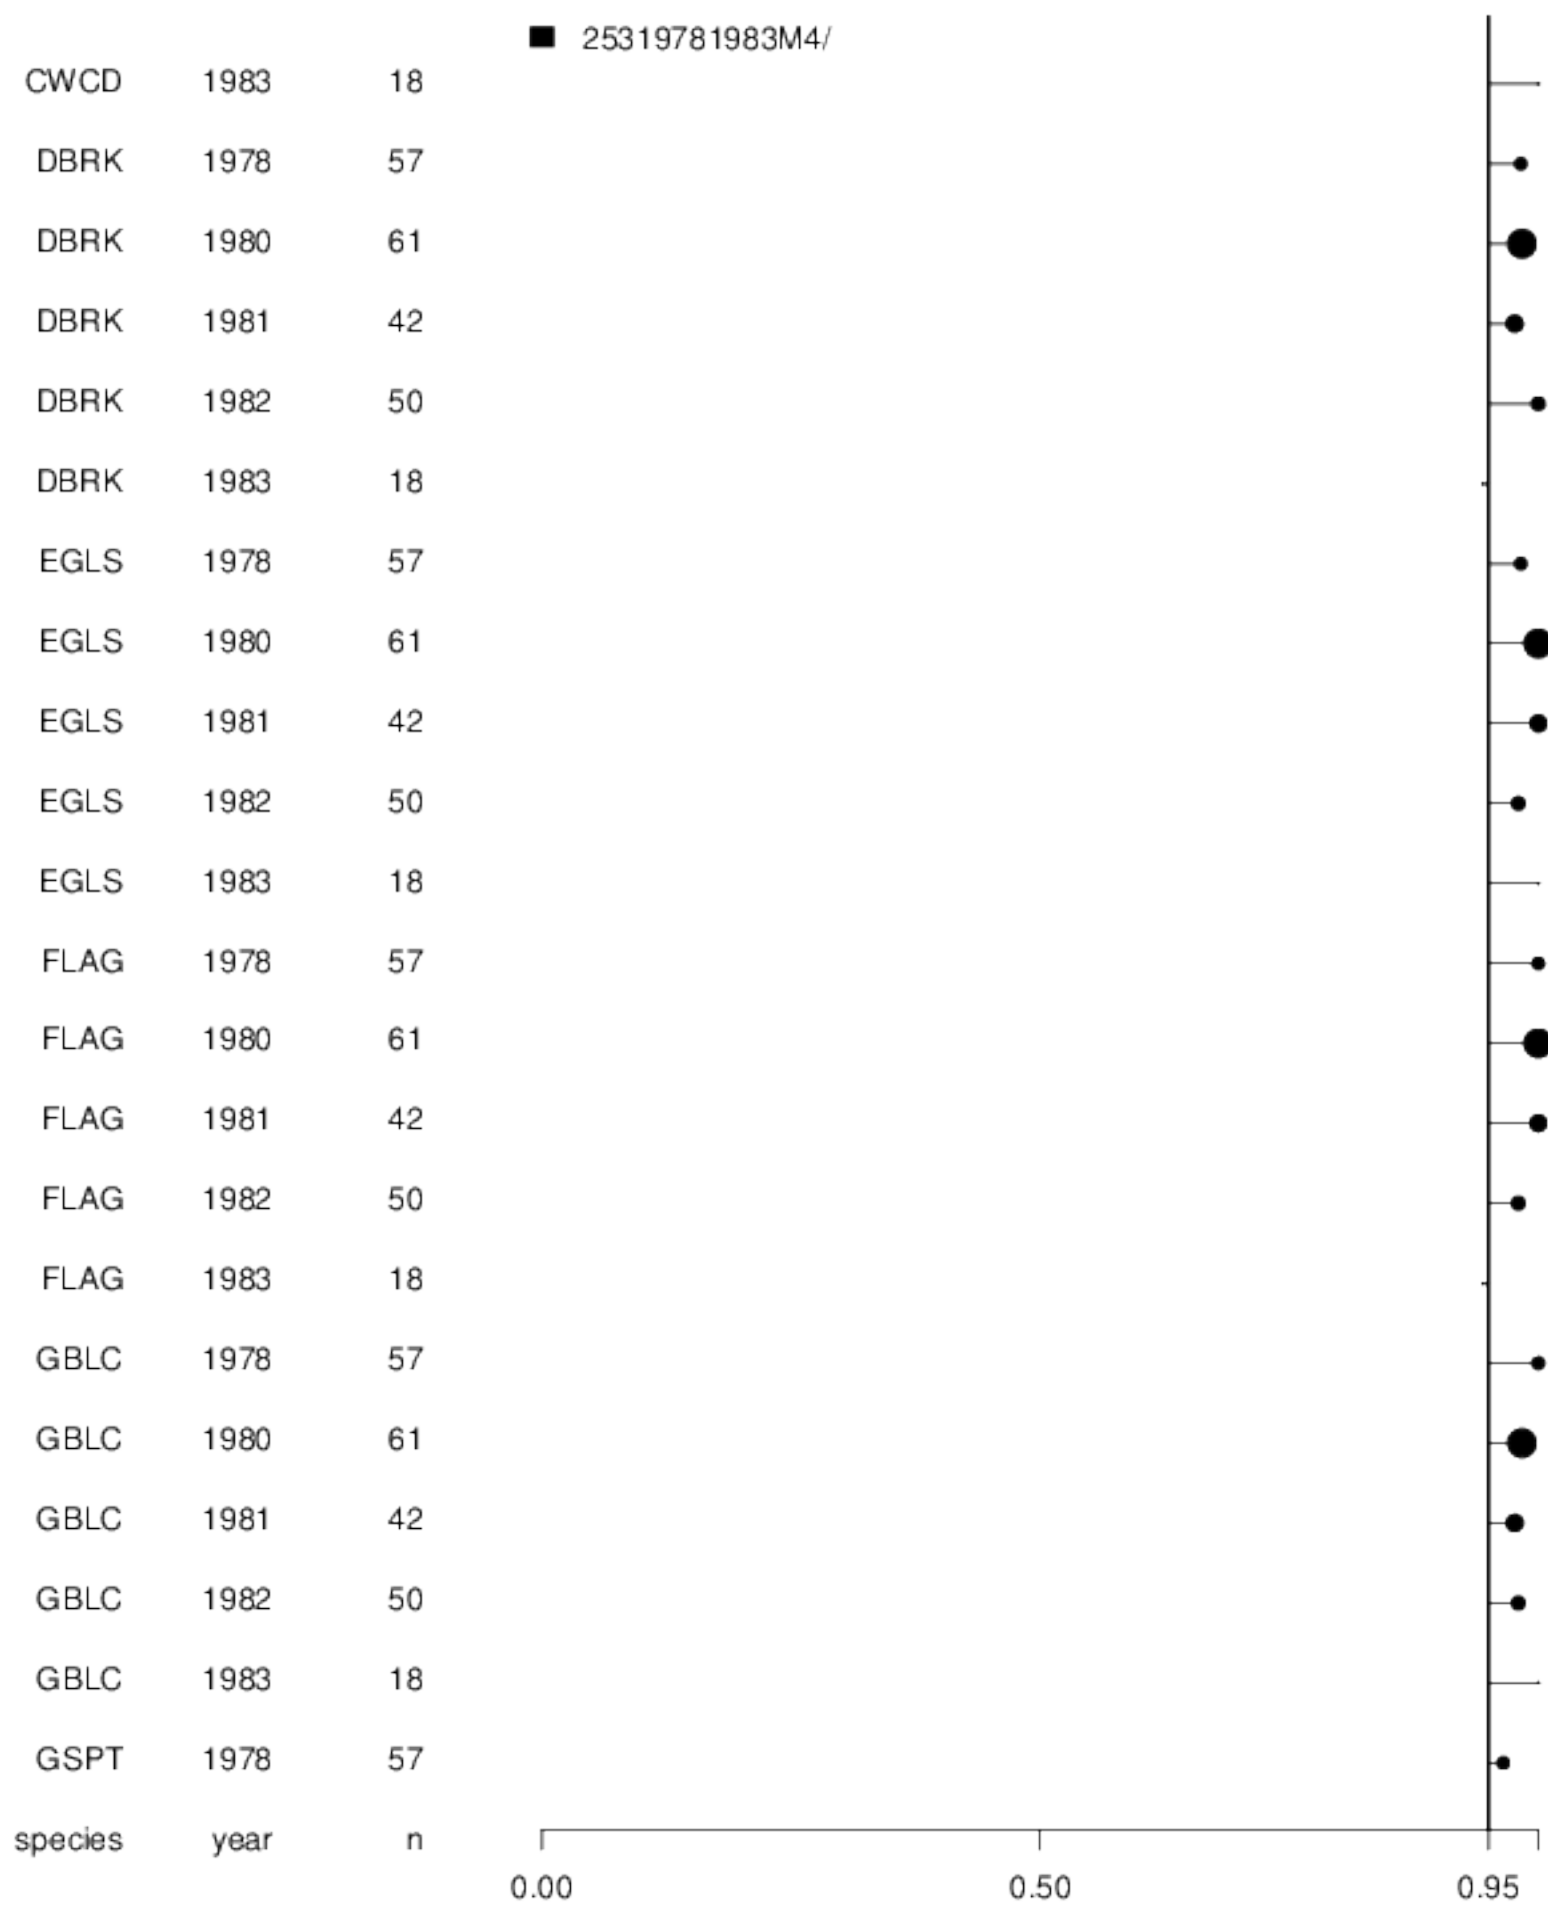 25319781983M4/
CWCD 1983 18
DBRK 1978 57
DBRK 1980 61
DBRK 1981 42
DBRK 1982 50
DBRK 1983 18
EGLS 1978 57
EGLS 1980 61
EGLS 1981 42
EGLS 1982 50
EGLS 1983 18
FLAG 1978 57
FLAG 1980 61
FLAG 1981 42
FLAG 1982 50
FLAG 1983 18
GBLC 1978 57
GBLC 1980 61
GBLC 1981 42
GBLC 1982 50
GBLC 1983 18
GSPT 1978 57
species year n
0.00 0.50 0.95